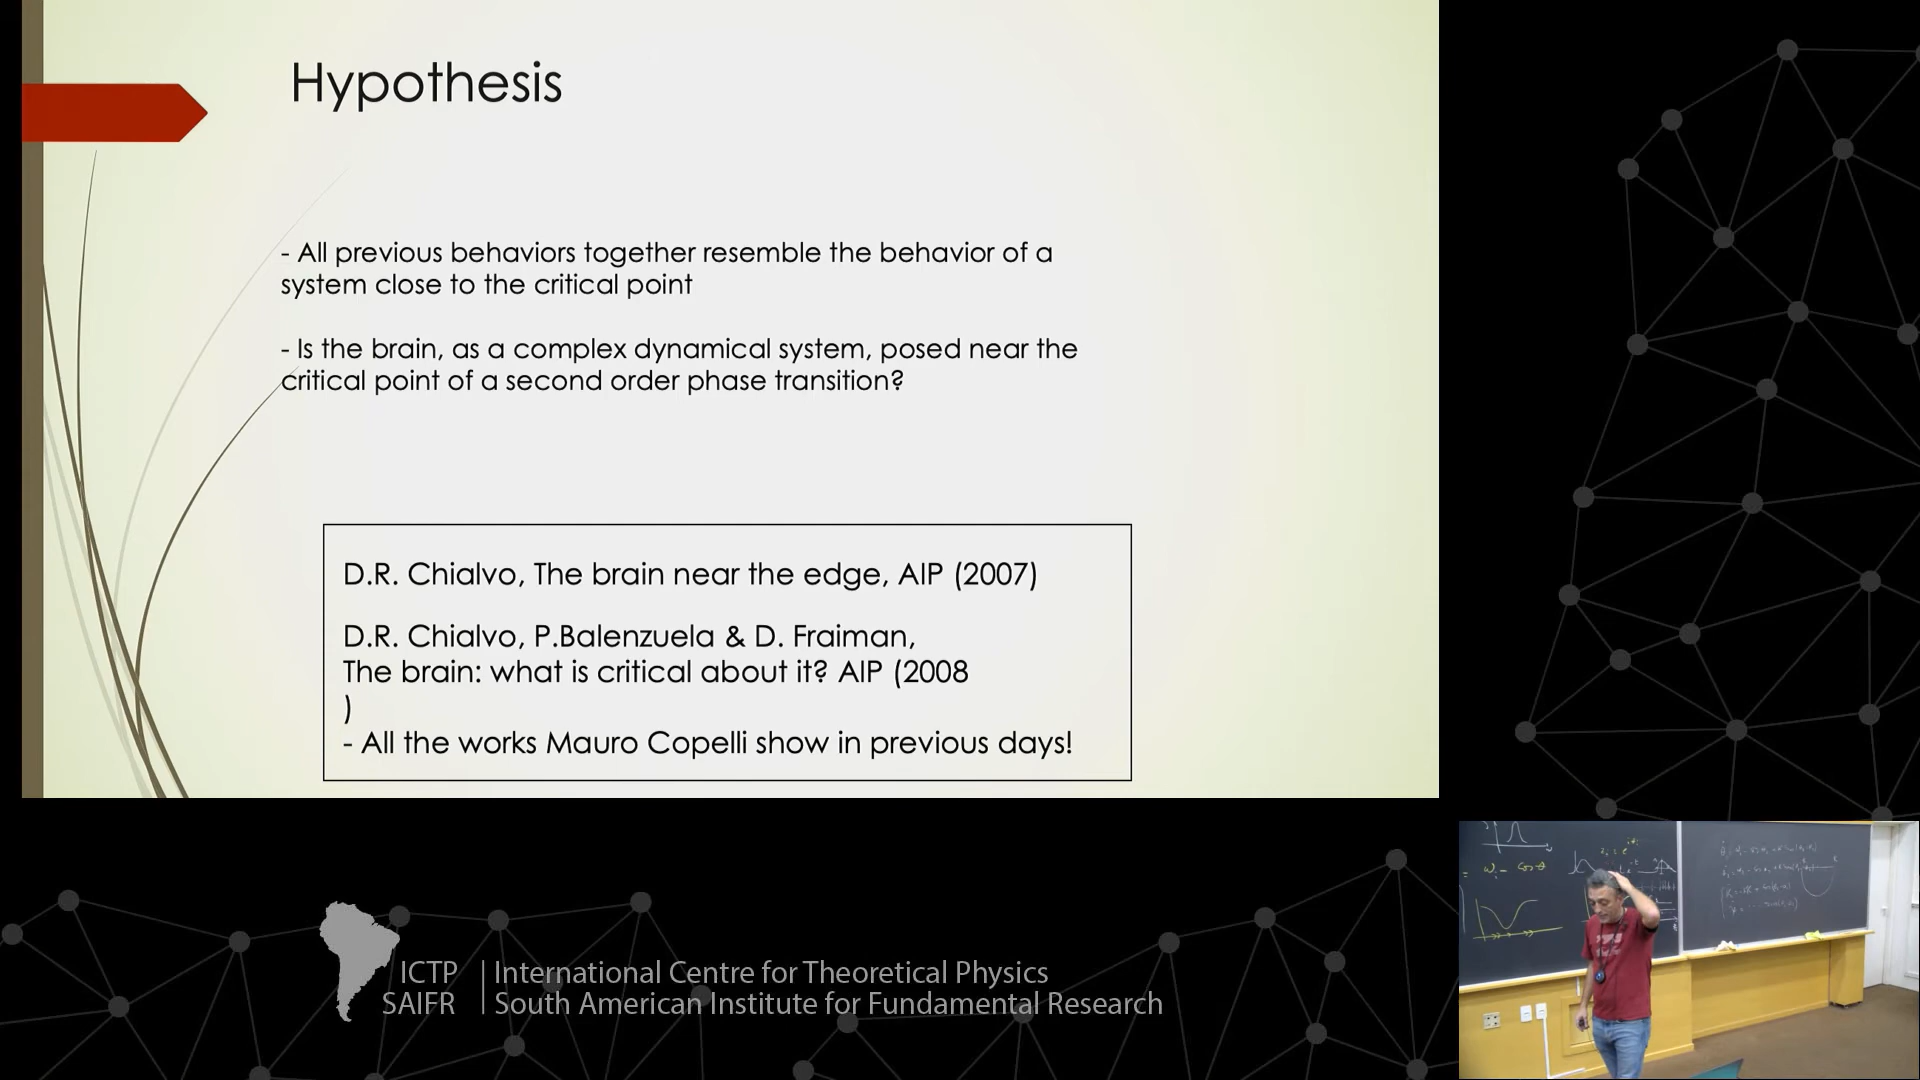 Hypothesis
- All previous behaviors together resemble the behavior of a
system close to the critical point
- Is the brain, as a complex dynamical system, posed near the
critical point of a second order phase transition?
D.R. Chialvo, The brain near the edge, AIP (2007)
D.R. Chialvo, P.Balenzuela & D. Fraiman,
The brain: what is critical about it? AIP (2008
)
- All the works Mauro Copelli show in previous days!
ICTP
SAIFR
International Centre for Theoretical Physics
South American Institute for Fundamental Research